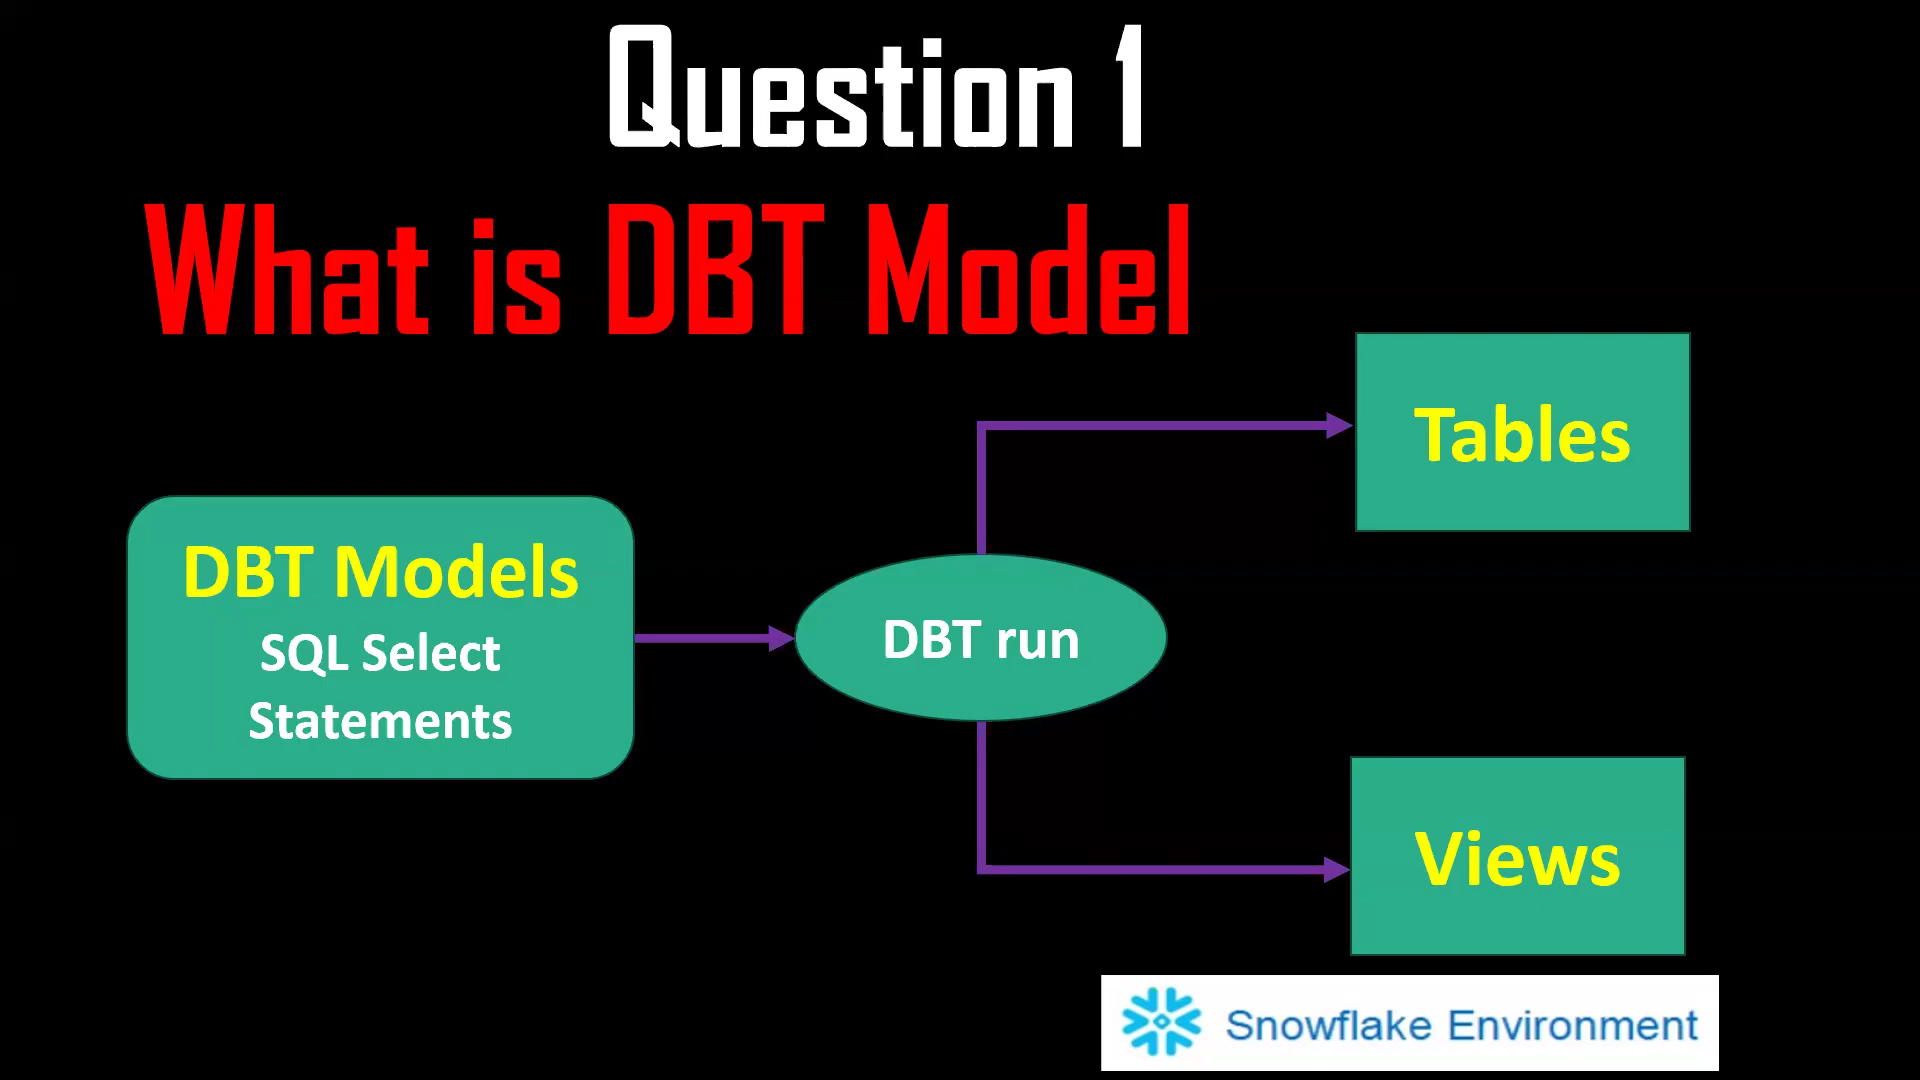 Question 1
What is DBT Model
Tables
DBT Models
SQL Select
Statements
DBT run
Views
Snowflake Environment